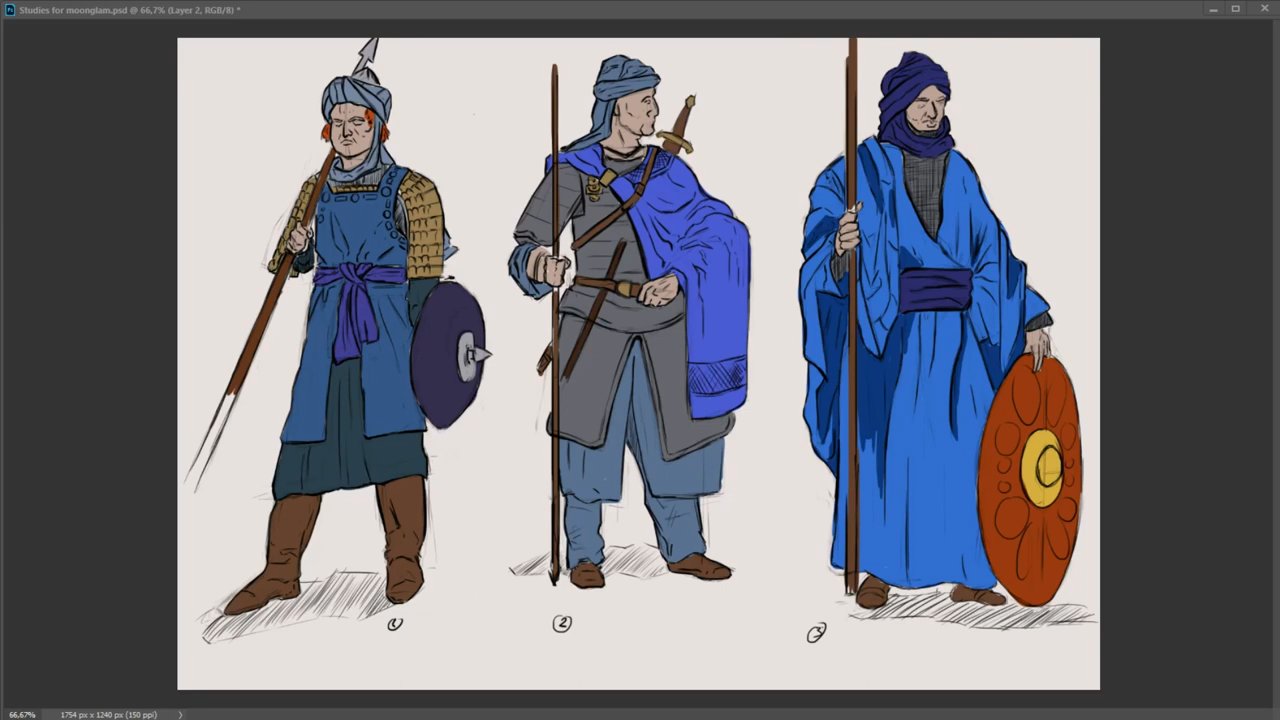 Studies for moonglam.psd @ 66,7% (Layer 2, RGB/8) *
1
2
3
66,67%
1754 px x 1240 px (150 ppi)